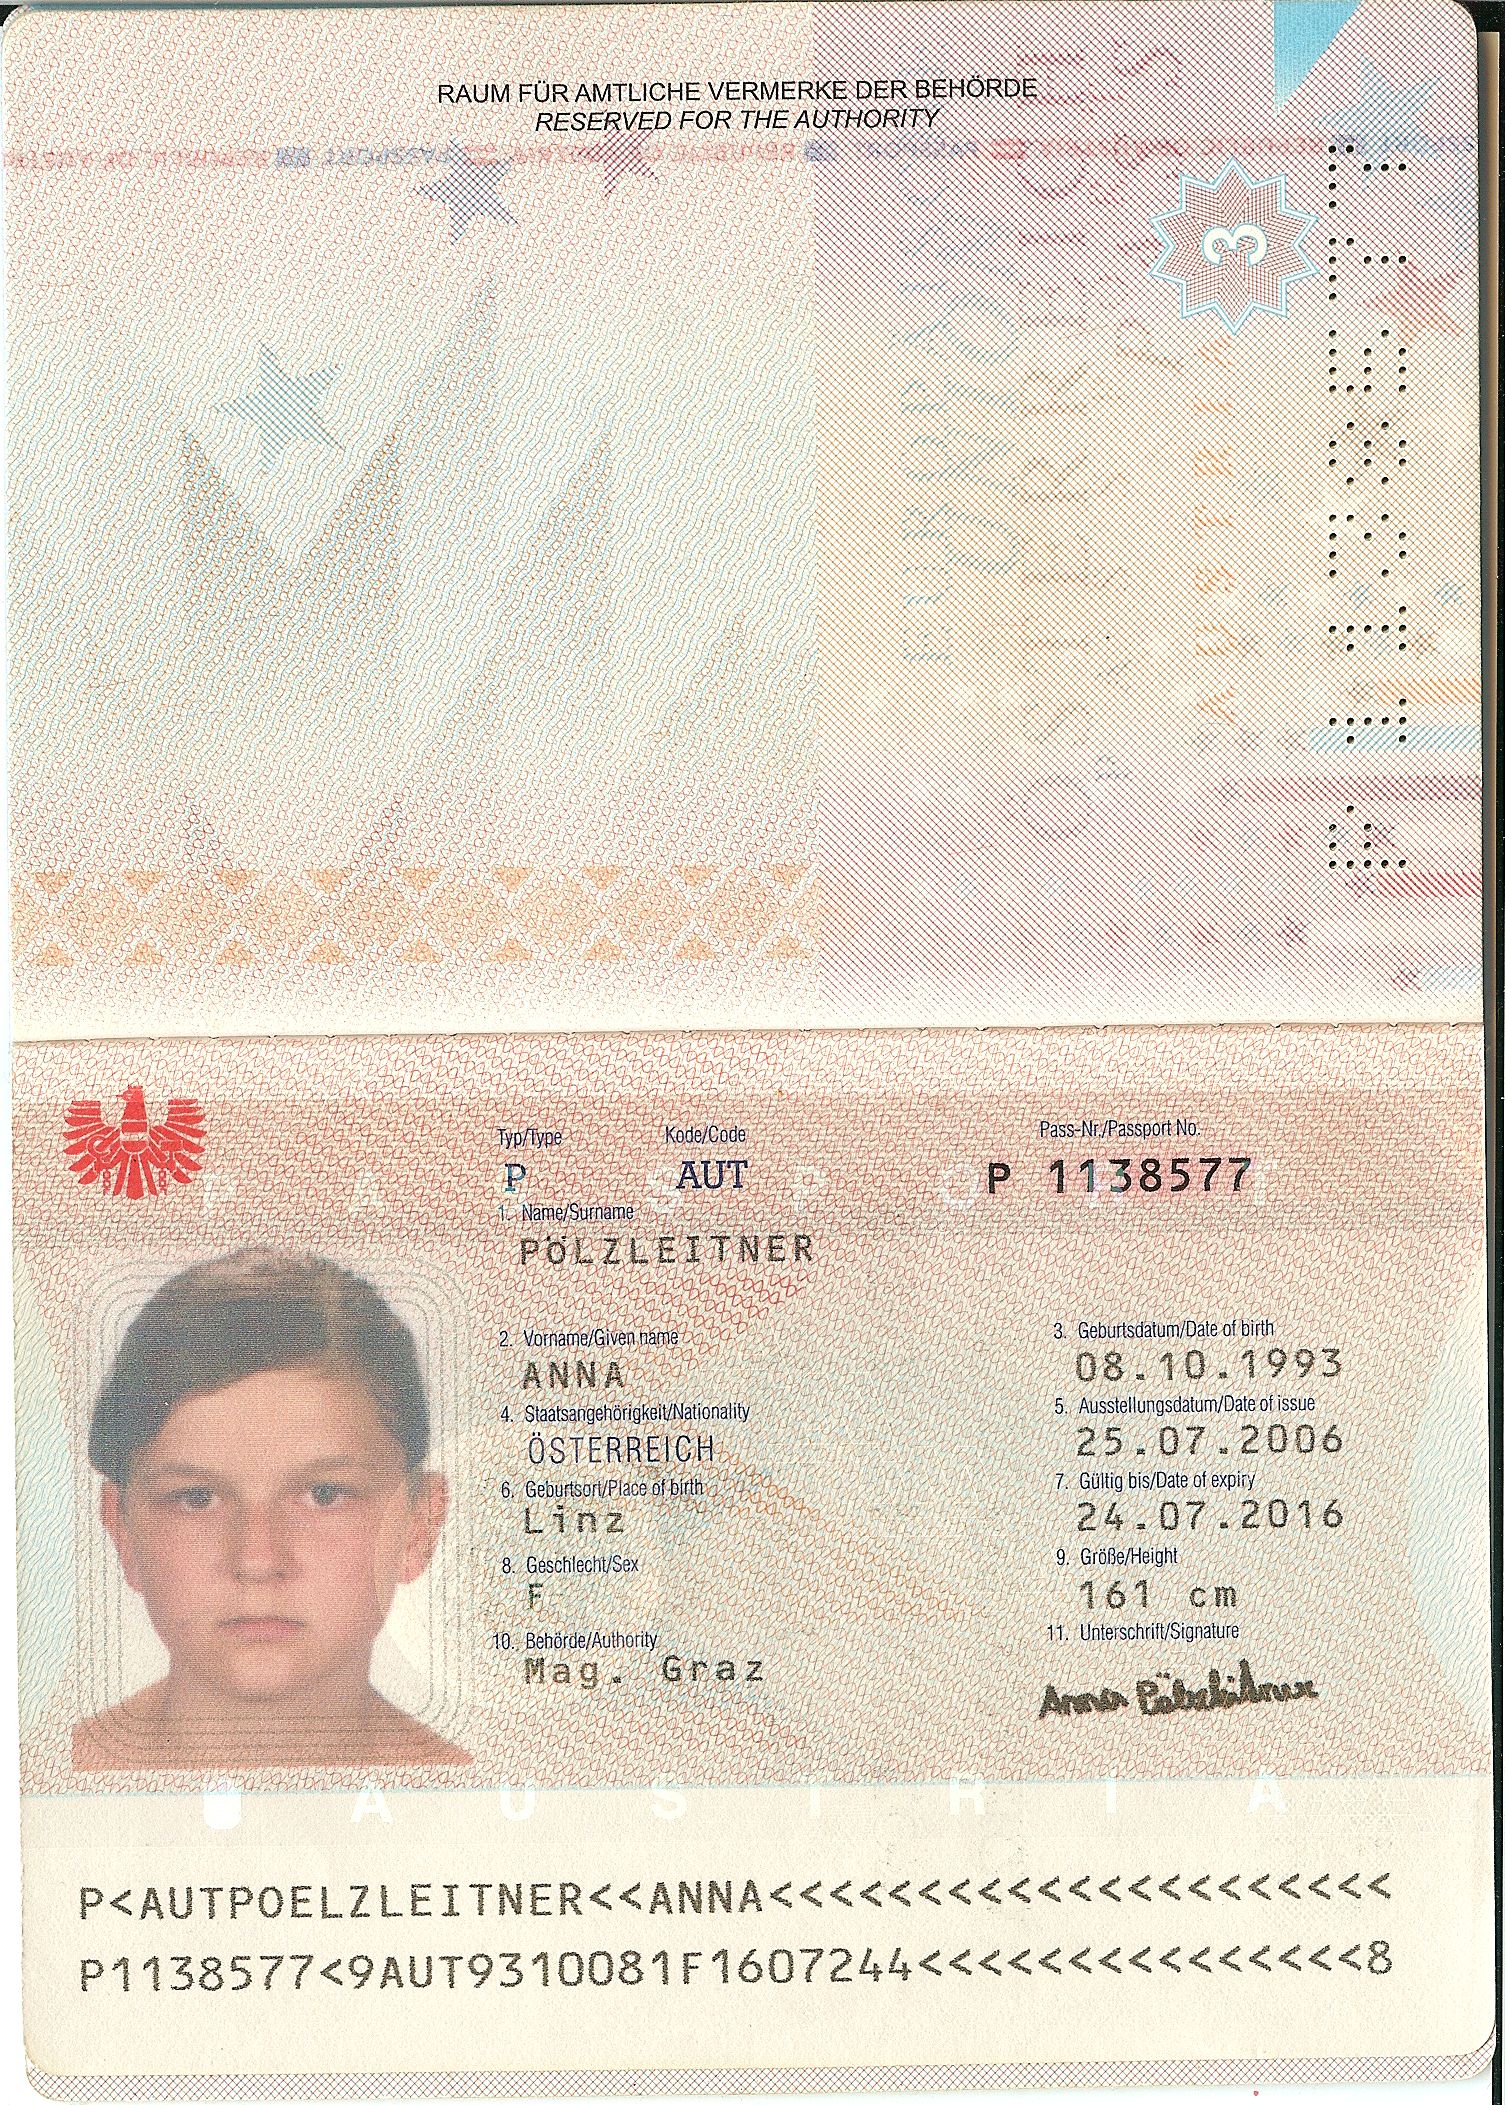 RAUM FÜR AMTLICHE VERMERKE DER BEHÖRDE
RESERVED FOR THE AUTHORITY
3
P 1138577
Typ/Type Kode/Code Pass-Nr./Passport No.
P AUT P 1138577
1. Name/Surname
PÖLZLEITNER
2. Vorname/Given name
ANNA
3. Geburtsdatum/Date of birth
08.10.1993
4. Staatsangehörigkeit/Nationality
ÖSTERREICH
5. Ausstellungsdatum/Date of issue
25.07.2006
6. Geburtsort/Place of birth
Linz
7. Gültig bis/Date of expiry
24.07.2016
8. Geschlecht/Sex
F
9. Größe/Height
161 cm
10. Behörde/Authority
Mag. Graz
11. Unterschrift/Signature
Anna Pölzleitner
A U S T R I A
P<AUTPOELZLEITNER<<ANNA<<<<<<<<<<<<<<<<<<<<<
P1138577<9AUT9310081F1607244<<<<<<<<<<<<<<<8